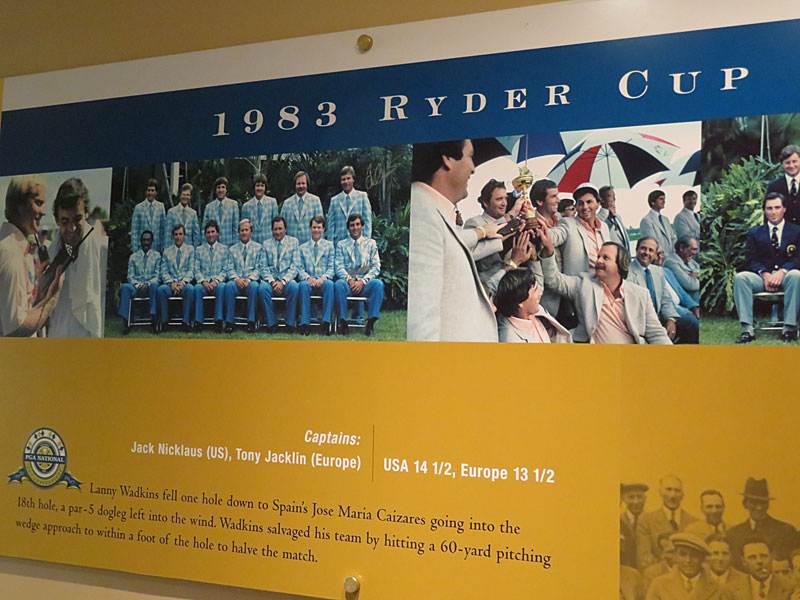 1983 RYDER CUP
Captains:
Jack Nicklaus (US), Tony Jacklin (Europe)
USA 14 1/2, Europe 13 1/2
PGA NATIONAL
Lanny Wadkins fell one hole down to Spain's Jose Maria Caizares going into the
18th hole, a par-5 dogleg left into the wind. Wadkins salvaged his team by hitting a 60-yard pitching
wedge approach to within a foot of the hole to halve the match.